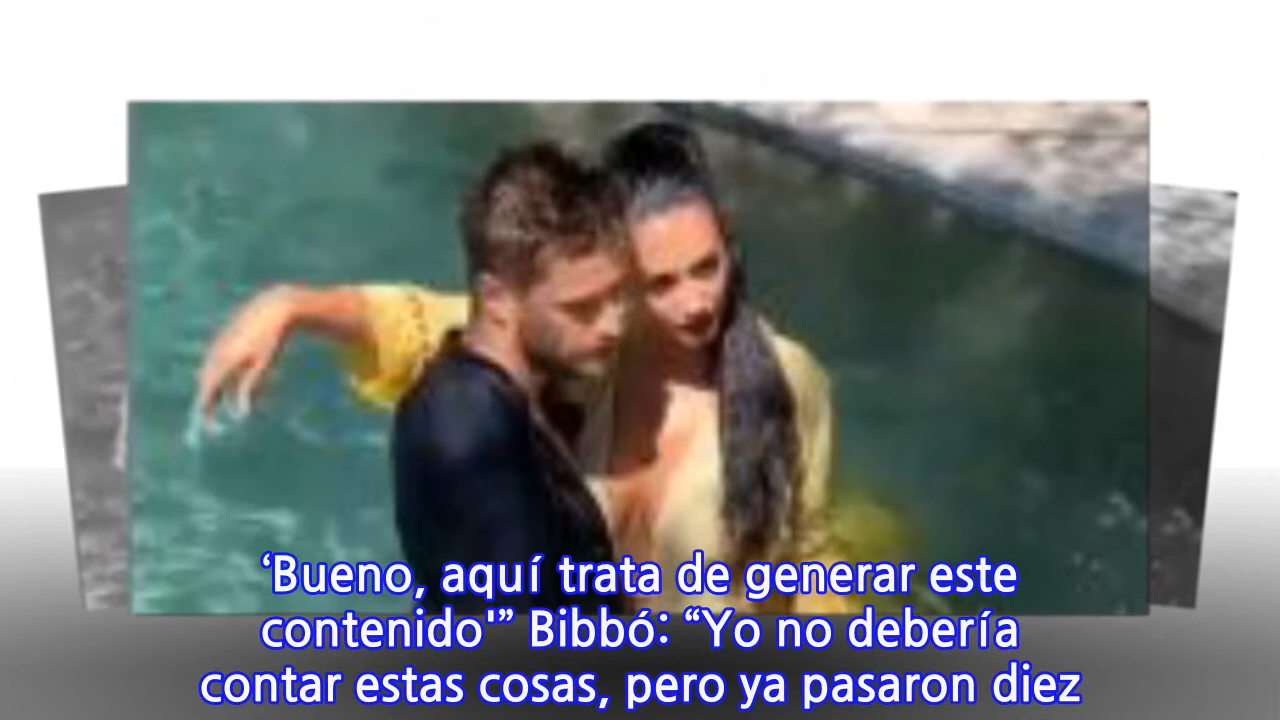 ‘Bueno, aquí trata de generar este
contenido'” Bibbó: “Yo no debería
contar estas cosas, pero ya pasaron diez